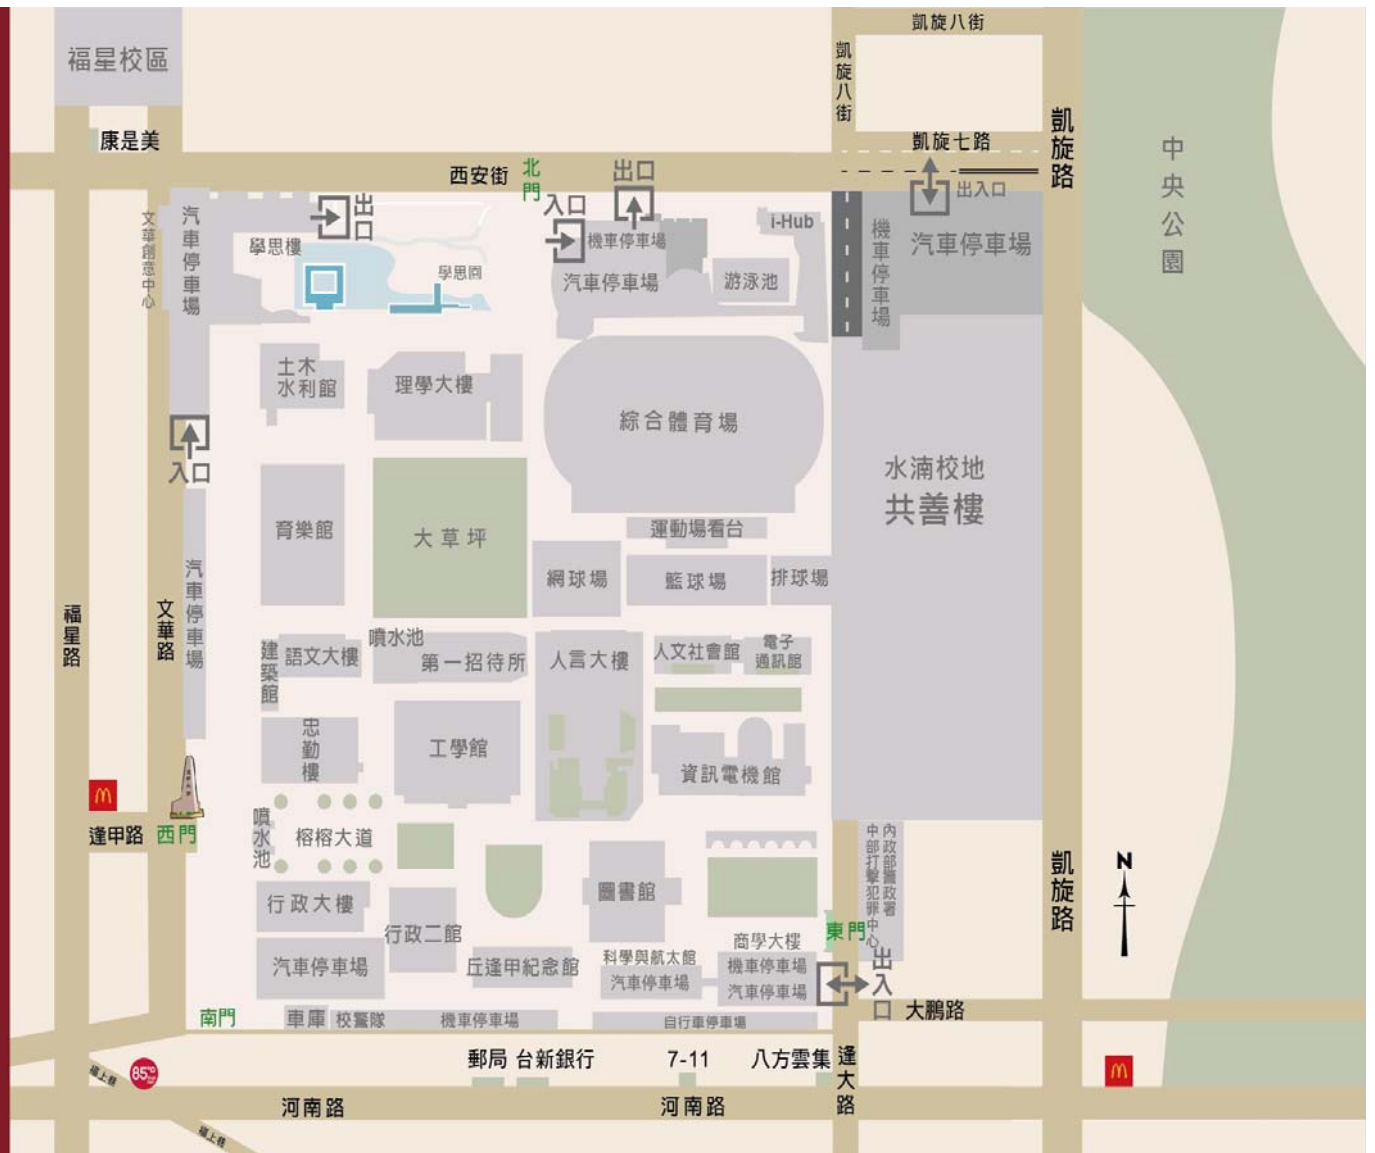 凱旋八街
福星校區
凱旋八街
康是美
凱旋七路
凱旋路
中央公園
西安街
北門
出口
出入口
文華創意中心
汽車停車場
出口
入口
機車停車場
i-Hub
機車停車場
汽車停車場
學思樓
學思園
汽車停車場
游泳池
土木
水利館
理學大樓
綜合體育場
入口
水湳校地
共善樓
育樂館
大草坪
運動場看台
網球場
籃球場
排球場
汽車停車場
福星路
文華路
建築館
語文大樓
噴水池
第一招待所
人言大樓
人文社會館
電子
通訊館
忠勤樓
工學館
資訊電機館
逢甲路
西門
噴水池
榕榕大道
內政部警政署
中部打擊犯罪中心
凱旋路
N
行政大樓
圖書館
行政二館
東門
商學大樓
汽車停車場
丘逢甲紀念館
科學與航太館
汽車停車場
機車停車場
汽車停車場
出入口
大鵬路
南門
車庫
校警隊
機車停車場
自行車停車場
郵局
台新銀行
7-11
八方雲集
逢大路
福上巷
85°C
河南路
河南路
福上巷